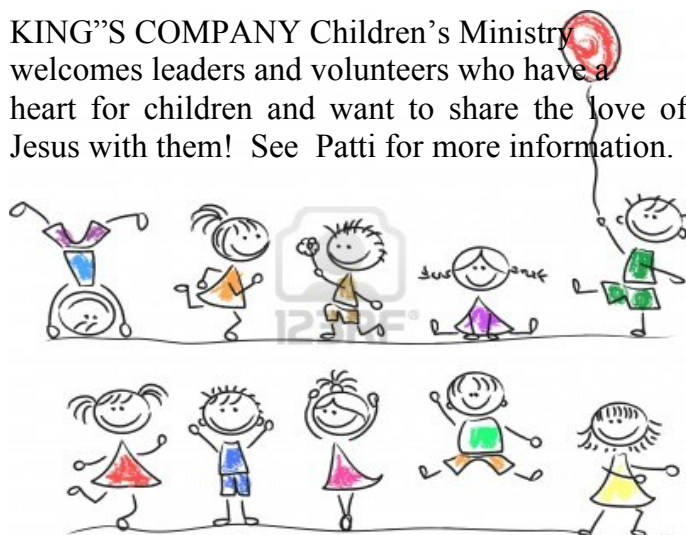 KING”S COMPANY Children’s Ministry
welcomes leaders and volunteers who have a
heart for children and want to share the love of
Jesus with them!  See  Patti for more information.
123RF®